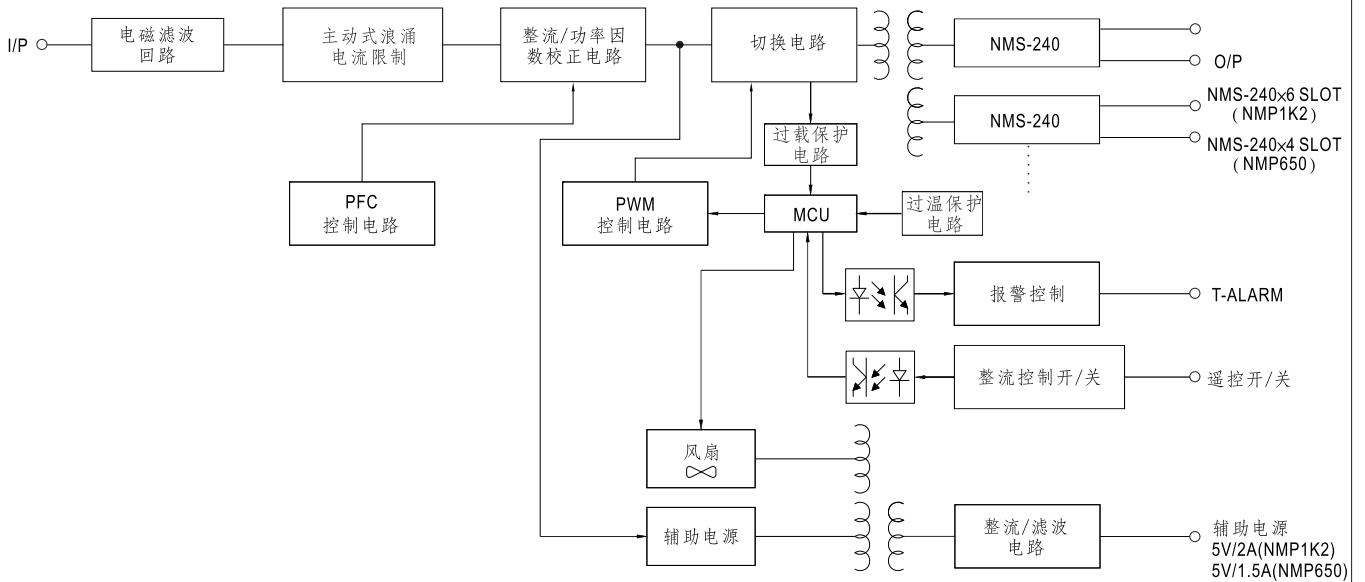 I/P
电磁滤波
回路
主动式浪涌
电流限制
整流/功率因
数校正电路
切换电路
NMS-240
O/P
NMS-240
NMS-240x6 SLOT
(NMP1K2)
NMS-240x4 SLOT
(NMP650)
过载保护
电路
PFC
控制电路
PWM
控制电路
MCU
过温保护
电路
报警控制
T-ALARM
整流控制开/关
遥控开/关
风扇
辅助电源
整流/滤波
电路
辅助电源
5V/2A(NMP1K2)
5V/1.5A(NMP650)